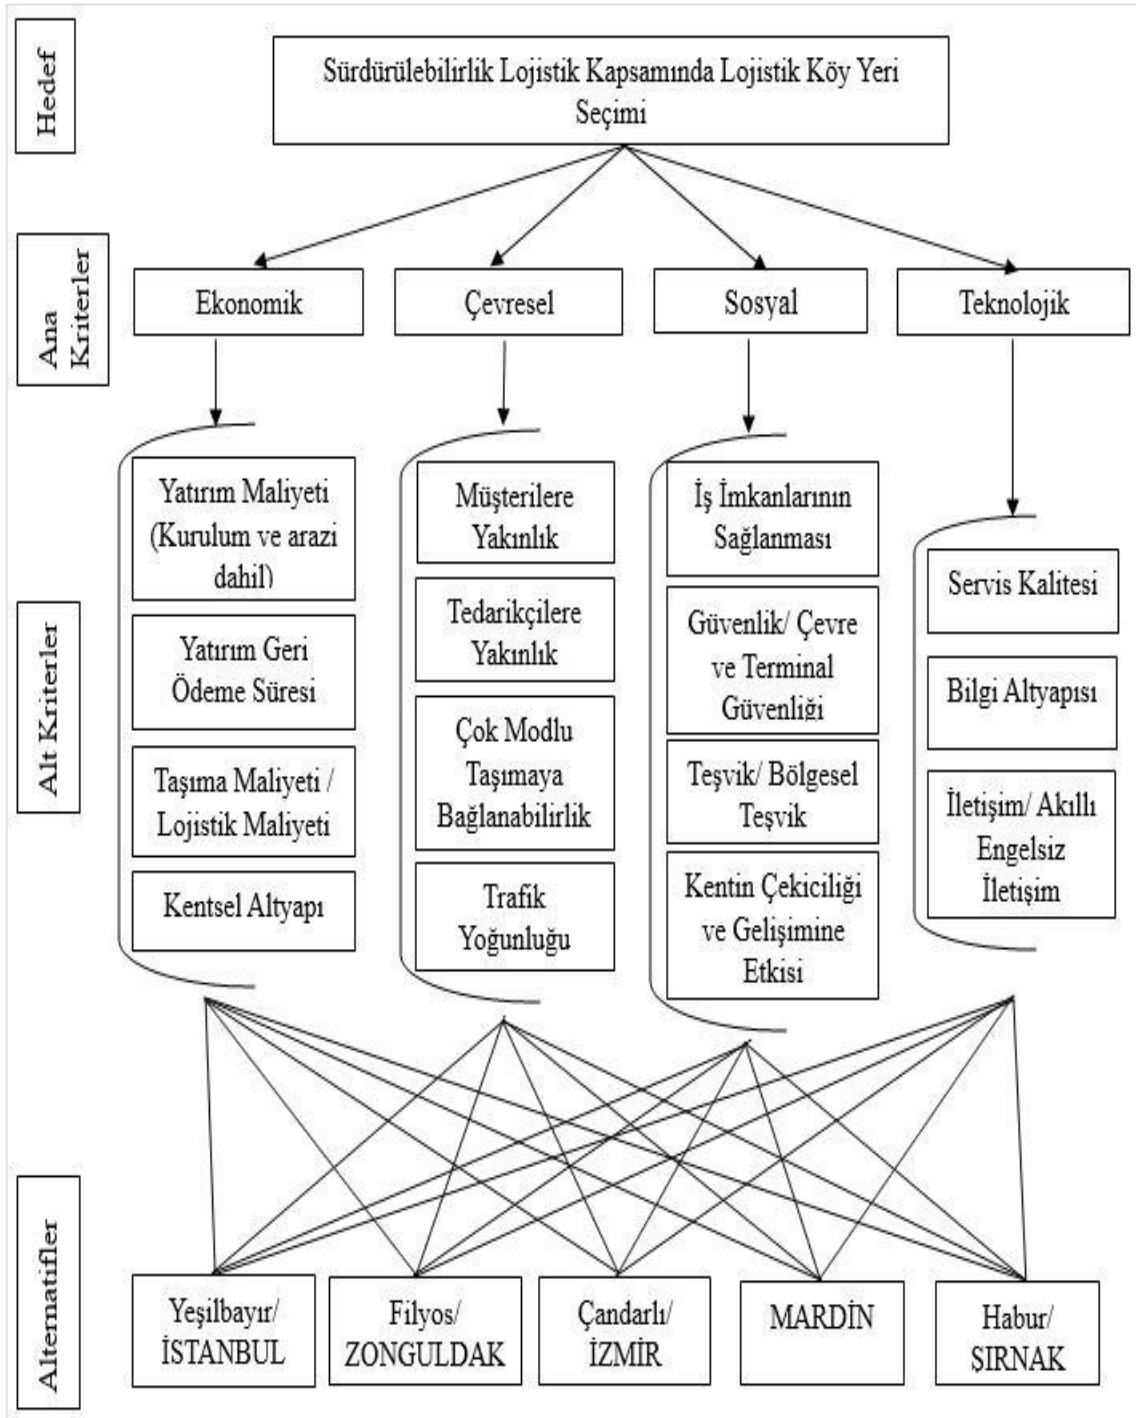 Hedef
Sürdürülebilirlik Lojistik Kapsamında Lojistik Köy Yeri
Seçimi
Ana
Kriterler
Ekonomik
Çevresel
Sosyal
Teknolojik
Alt Kriterler
Yatırım Maliyeti
(Kurulum ve arazi
dahil)
Yatırım Geri
Ödeme Süresi
Taşıma Maliyeti /
Lojistik Maliyeti
Kentsel Altyapı
Müşterilere
Yakınlık
Tedarikçilere
Yakınlık
Çok Modlu
Taşımaya
Bağlanabilirlik
Trafik
Yoğunluğu
İş İmkanlarının
Sağlanması
Güvenlik/ Çevre
ve Terminal
Güvenliği
Teşvik/ Bölgesel
Teşvik
Kentin Çekiciliği
ve Gelişimine
Etkisi
Servis Kalitesi
Bilgi Altyapısı
İletişim/ Akıllı
Engelsiz
İletişim
Alternatifler
Yeşilbayır/
İSTANBUL
Filyos/
ZONGULDAK
Çandarlı/
İZMİR
MARDİN
Habur/
ŞIRNAK